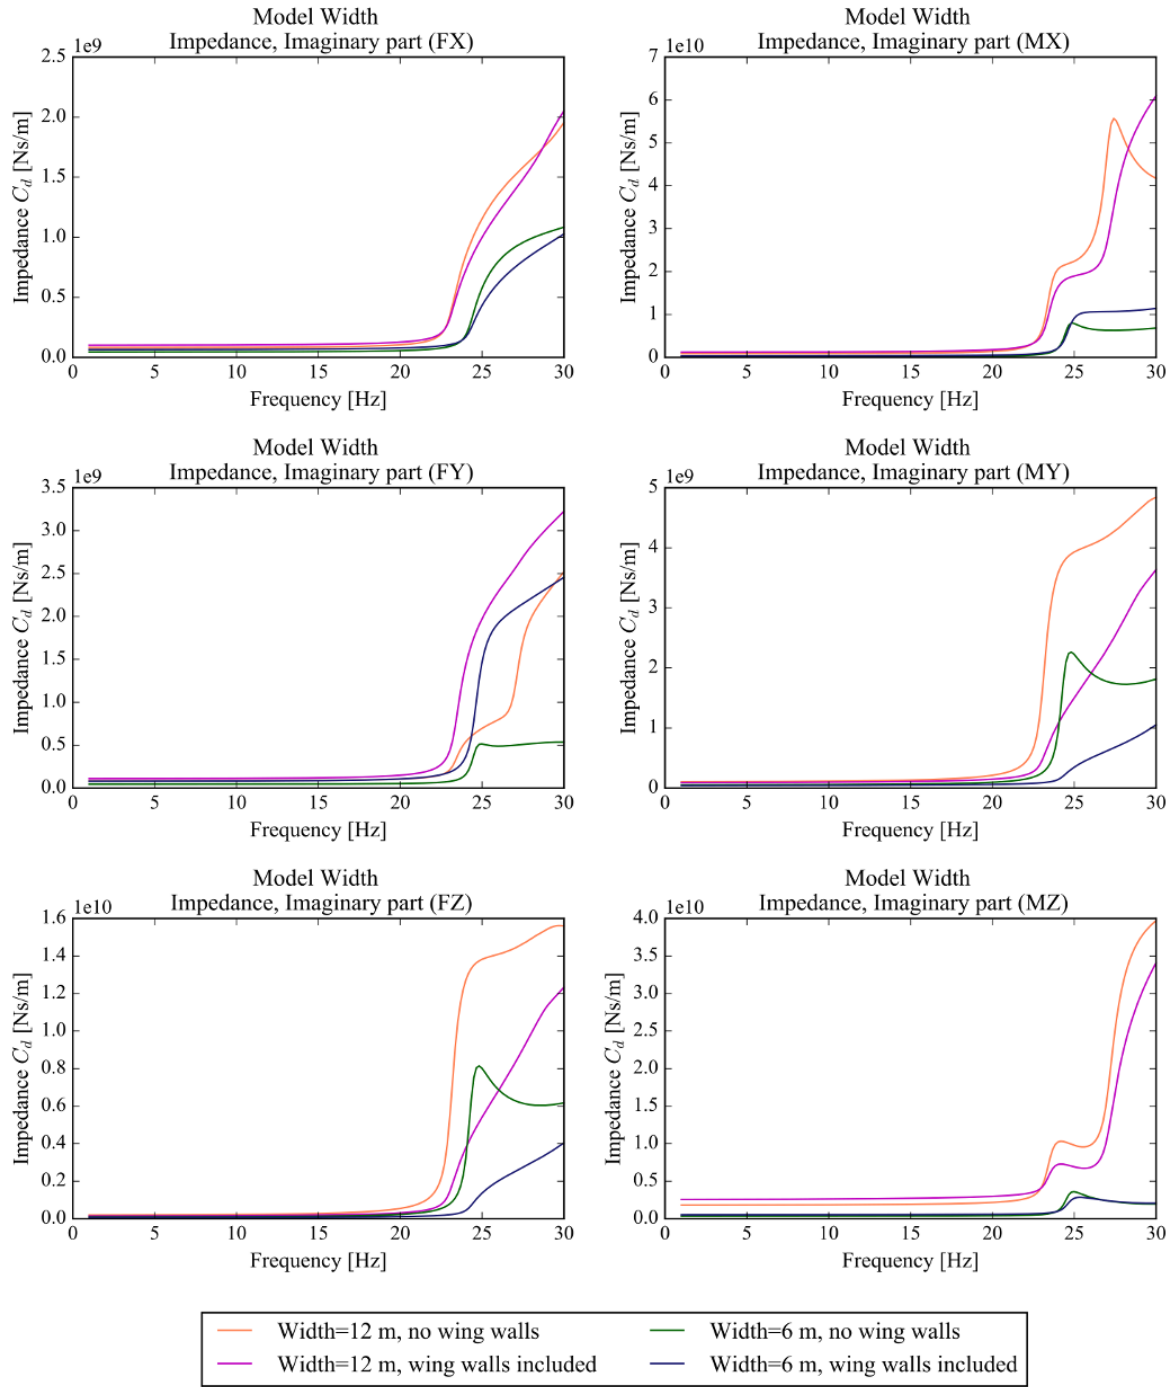 Model Width
Impedance, Imaginary part (FX)
1e9
2.5
2.0
1.5
1.0
0.5
0.0
Impedance C_d [Ns/m]
0 5 10 15 20 25 30
Frequency [Hz]
Model Width
Impedance, Imaginary part (MX)
1e10
7
6
5
4
3
2
1
0
Impedance C_d [Ns/m]
0 5 10 15 20 25 30
Frequency [Hz]
Model Width
Impedance, Imaginary part (FY)
1e9
3.5
3.0
2.5
2.0
1.5
1.0
0.5
0.0
Impedance C_d [Ns/m]
0 5 10 15 20 25 30
Frequency [Hz]
Model Width
Impedance, Imaginary part (MY)
1e9
5
4
3
2
1
0
Impedance C_d [Ns/m]
0 5 10 15 20 25 30
Frequency [Hz]
Model Width
Impedance, Imaginary part (FZ)
1e10
1.6
1.4
1.2
1.0
0.8
0.6
0.4
0.2
0.0
Impedance C_d [Ns/m]
0 5 10 15 20 25 30
Frequency [Hz]
Model Width
Impedance, Imaginary part (MZ)
1e10
4.0
3.5
3.0
2.5
2.0
1.5
1.0
0.5
0.0
Impedance C_d [Ns/m]
0 5 10 15 20 25 30
Frequency [Hz]
Width=12 m, no wing walls
Width=12 m, wing walls included
Width=6 m, no wing walls
Width=6 m, wing walls included